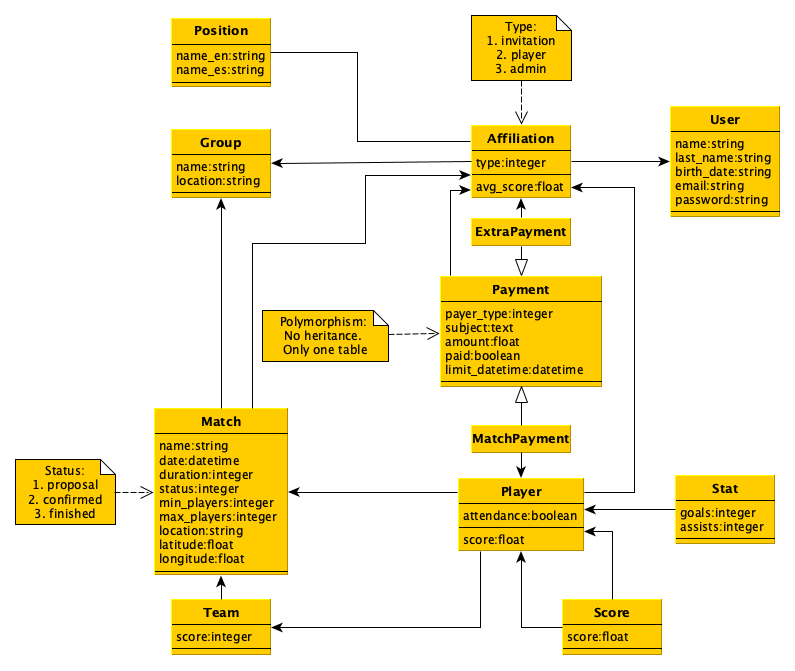 Position
name_en:string
name_es:string
Type:
1. invitation
2. player
3. admin
Group
name:string
location:string
Affiliation
type:integer
avg_score:float
User
name:string
last_name:string
birth_date:string
email:string
password:string
ExtraPayment
Payment
payer_type:integer
subject:text
amount:float
paid:boolean
limit_datetime:datetime
Polymorphism:
No heritance.
Only one table
MatchPayment
Match
name:string
date:datetime
duration:integer
status:integer
min_players:integer
max_players:integer
location:string
latitude:float
longitude:float
Status:
1. proposal
2. confirmed
3. finished
Player
attendance:boolean
score:float
Stat
goals:integer
assists:integer
Team
score:integer
Score
score:float